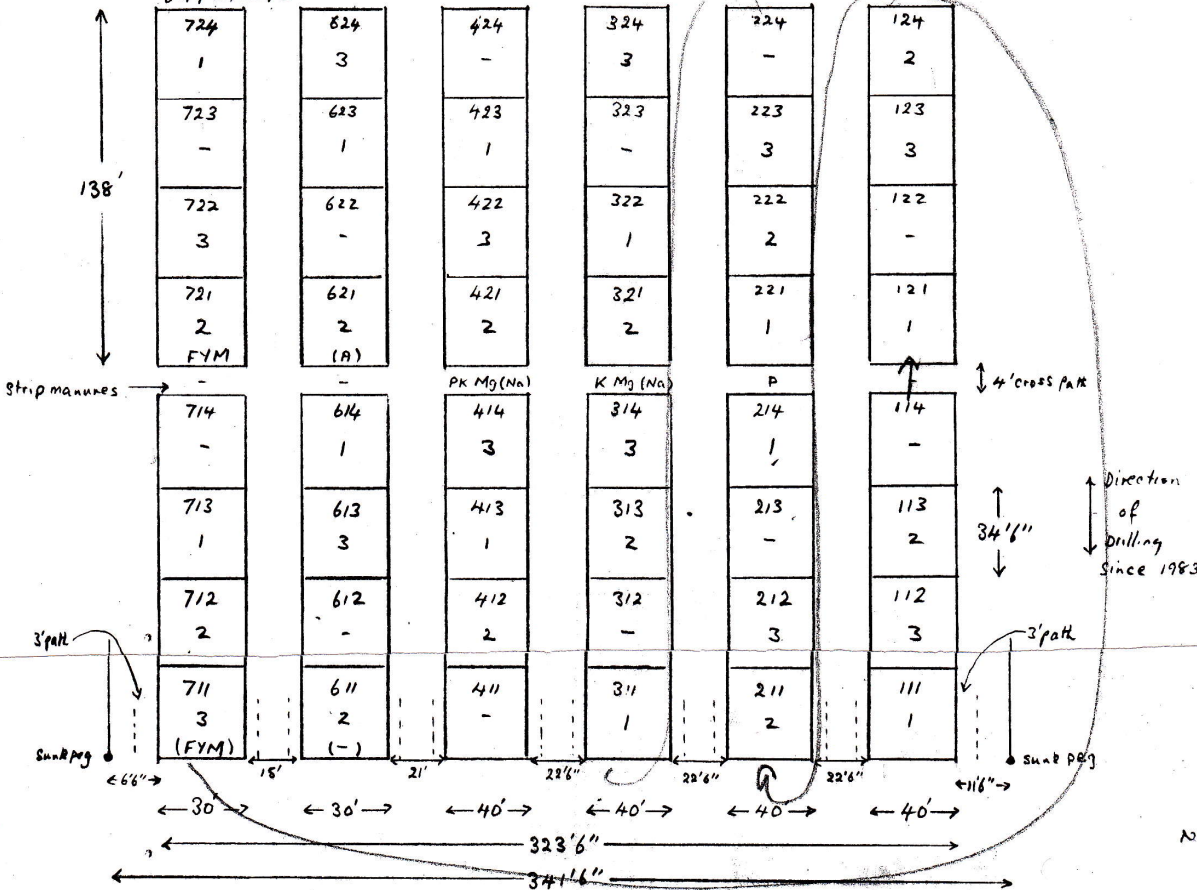 724 624 424 324 224 124
1 3 - 3 - 2
723 623 423 323 223 123
- 1 1 - 3 3
138'
722 622 422 322 222 122
3 - 3 1 2 -
721 621 421 321 221 121
2 2 2 2 1 1
FYM (A)
Strip manures - - PK Mg (Na) K Mg (Na) P 4' cross path
714 614 414 314 214 114
- 1 3 3 1 -
713 613 413 313 213 113
1 3 1 2 - 2
34'6"
Direction
of
Drilling
Since 1983
712 612 412 312 212 112
2 - 2 - 3 3
3' path 3' path
711 611 411 311 211 111
3 2 - 1 2 1
(FYM) (-)
Sunk peg sunk peg
6'6" 15' 21' 22'6" 22'6" 22'6" 11'6"
30' 30' 40' 40' 40' 40'
323'6"
N
341'6"